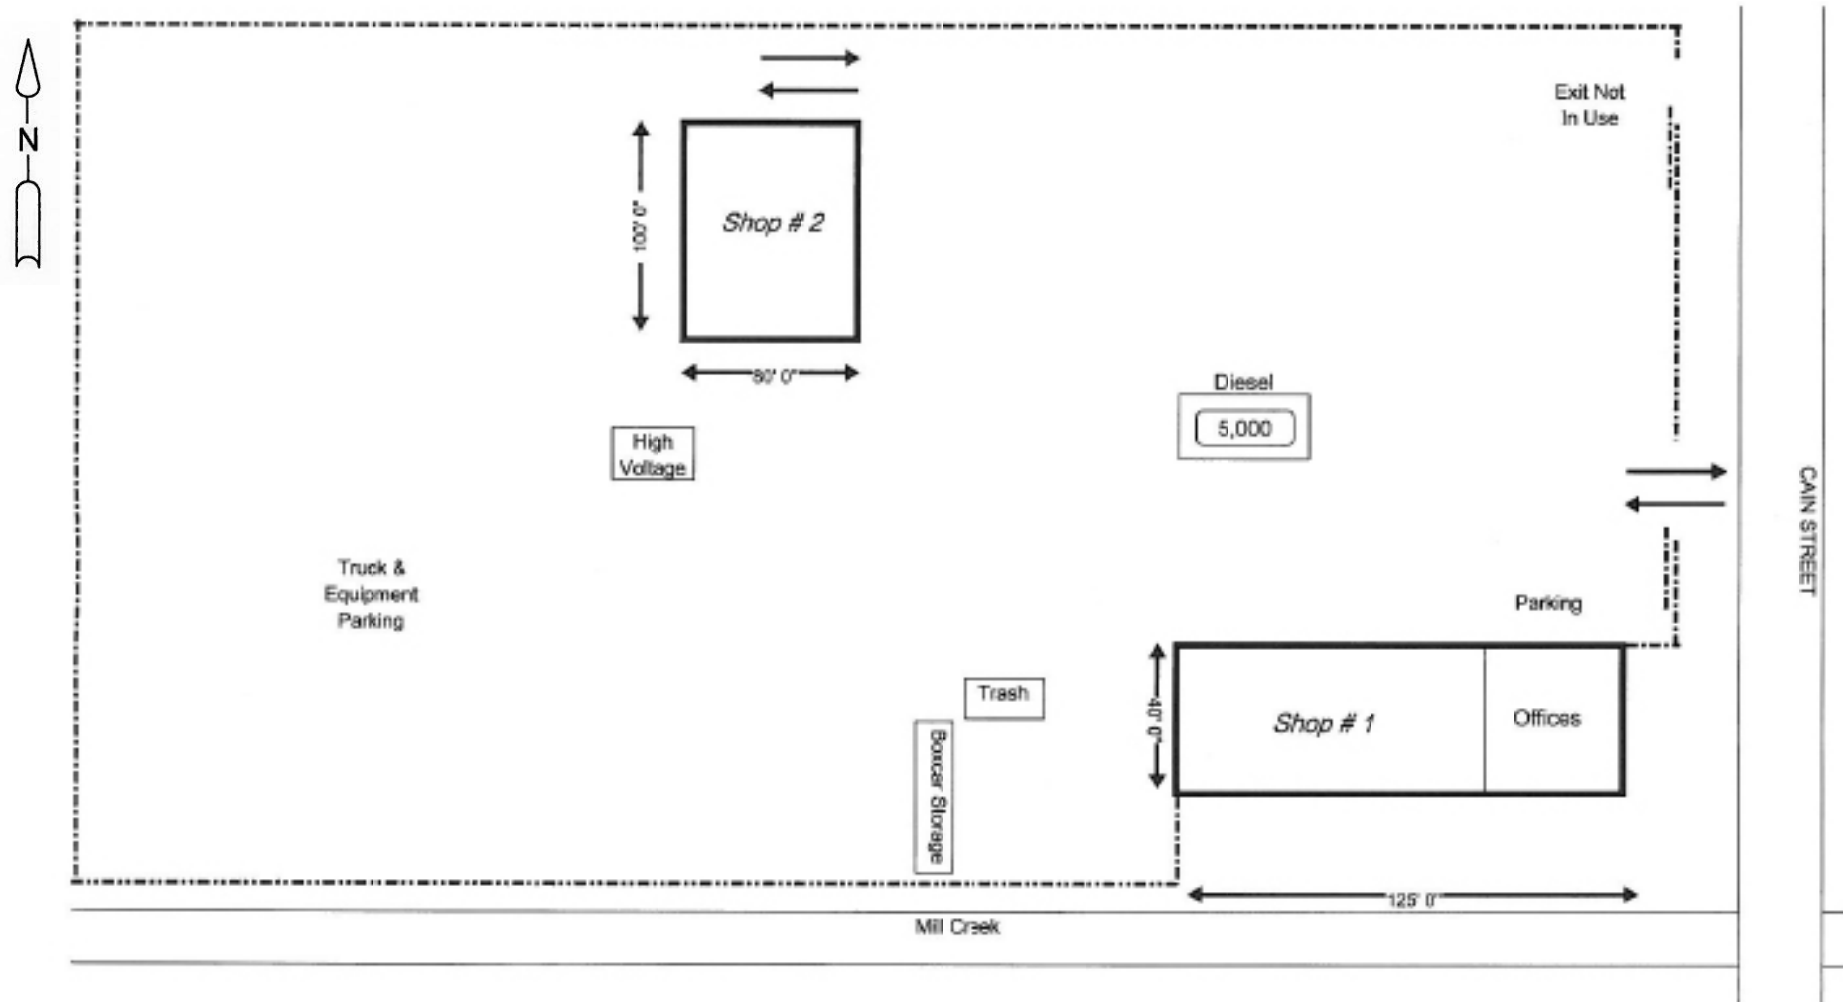 N
Exit Not
In Use
Shop # 2
100' 0"
80' 0"
Diesel
5,000
High
Voltage
CAIN STREET
Truck &
Equipment
Parking
Parking
Trash
Shop # 1
Offices
40' 0"
Boxcar Storage
125' 0'
Mill Creek